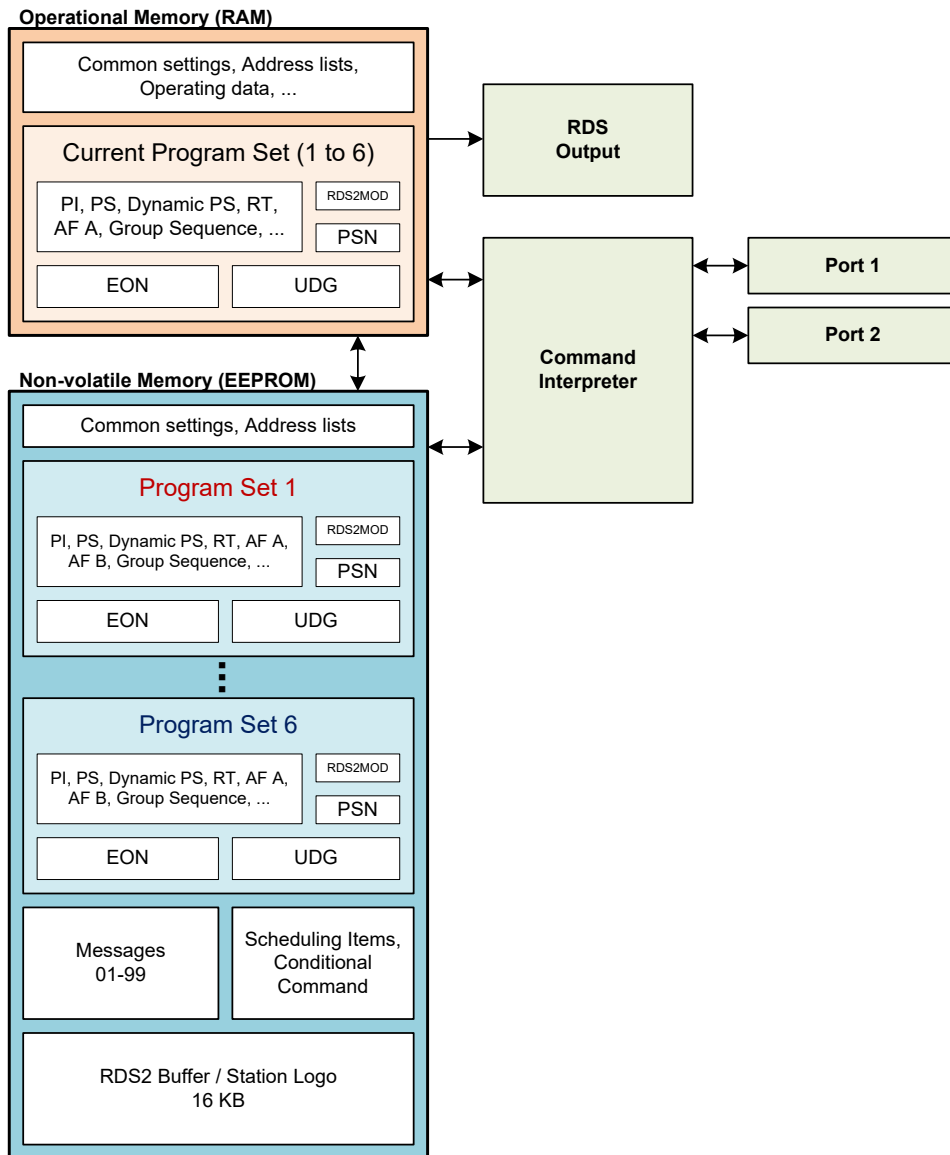 Operational Memory (RAM)
Common settings, Address lists,
Operating data, ...
Current Program Set (1 to 6)
PI, PS, Dynamic PS, RT,
AF A, Group Sequence, ...
RDS2MOD
PSN
EON
UDG
RDS
Output
Command
Interpreter
Port 1
Port 2
Non-volatile Memory (EEPROM)
Common settings, Address lists
Program Set 1
PI, PS, Dynamic PS, RT, AF A,
AF B, Group Sequence, ...
RDS2MOD
PSN
EON
UDG
Program Set 6
PI, PS, Dynamic PS, RT, AF A,
AF B, Group Sequence, ...
RDS2MOD
PSN
EON
UDG
Messages
01-99
Scheduling Items,
Conditional
Command
RDS2 Buffer / Station Logo
16 KB